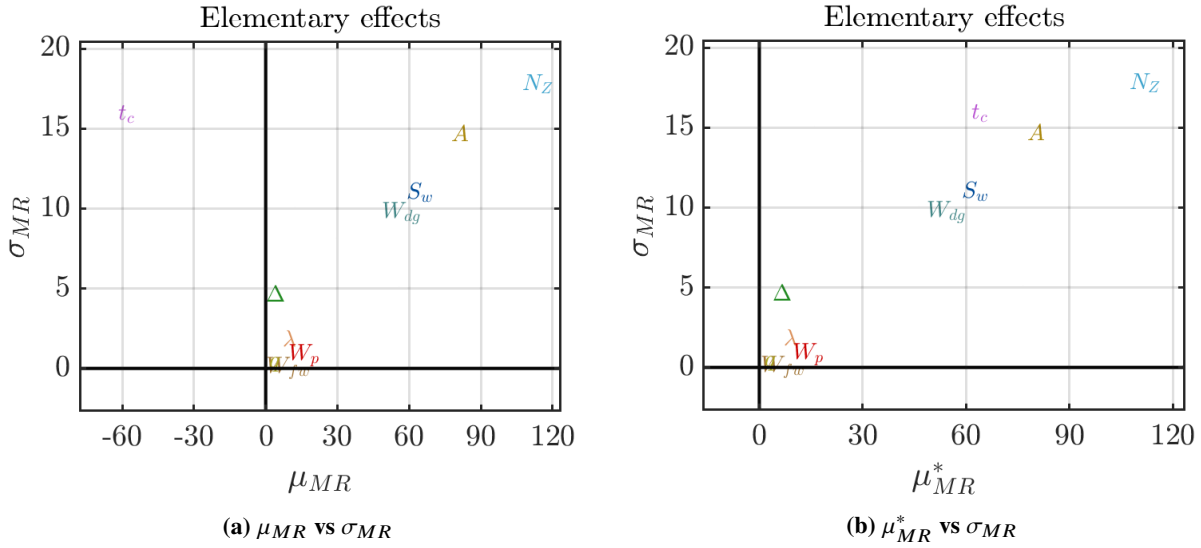 Elementary effects
20
15
10
5
0
σ_MR
N_Z
t_c
A
S_w
W_dg
Δ
λ
W_p
W_fw
-60 -30 0 30 60 90 120
μ_MR
(a) μ_MR vs σ_MR
Elementary effects
20
15
10
5
0
σ_MR
N_Z
t_c
A
S_w
W_dg
Δ
λ
W_p
W_fw
0 30 60 90 120
μ*_MR
(b) μ*_MR vs σ_MR